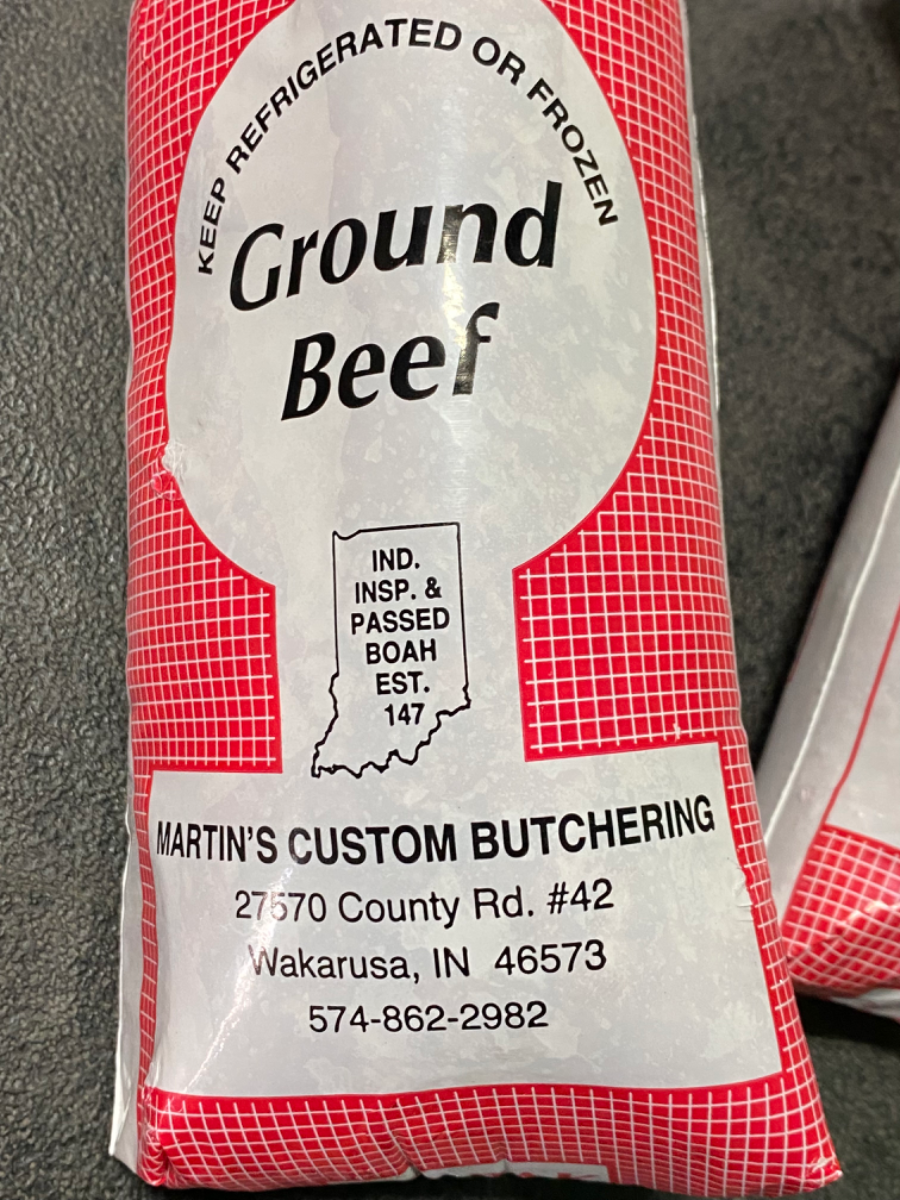 KEEP REFRIGERATED OR FROZEN
Ground
Beef
IND.
INSP. &
PASSED
BOAH
EST.
147
MARTIN'S CUSTOM BUTCHERING
27570 County Rd. #42
Wakarusa, IN 46573
574-862-2982